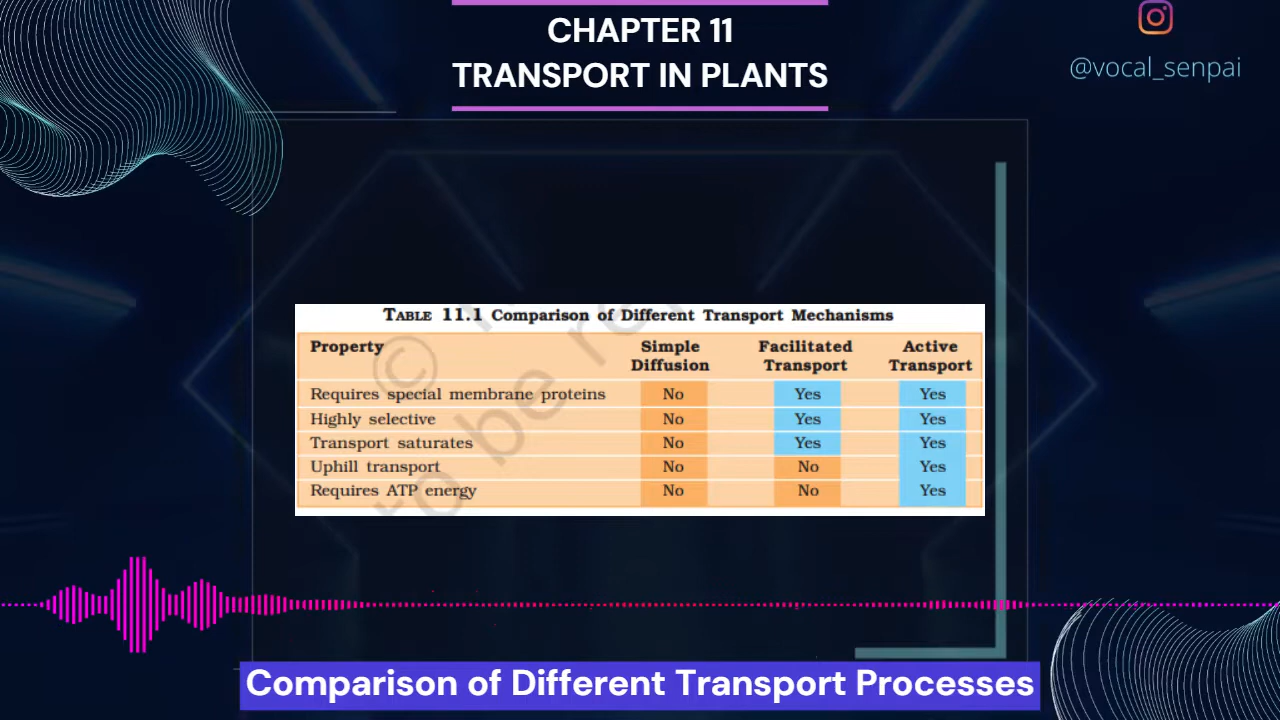 CHAPTER 11
TRANSPORT IN PLANTS
@vocal_senpai
TABLE 11.1 Comparison of Different Transport Mechanisms
Property Simple Diffusion Facilitated Transport Active Transport
Requires special membrane proteins No Yes Yes
Highly selective No Yes Yes
Transport saturates No Yes Yes
Uphill transport No No Yes
Requires ATP energy No No Yes
© 
o be re
Comparison of Different Transport Processes